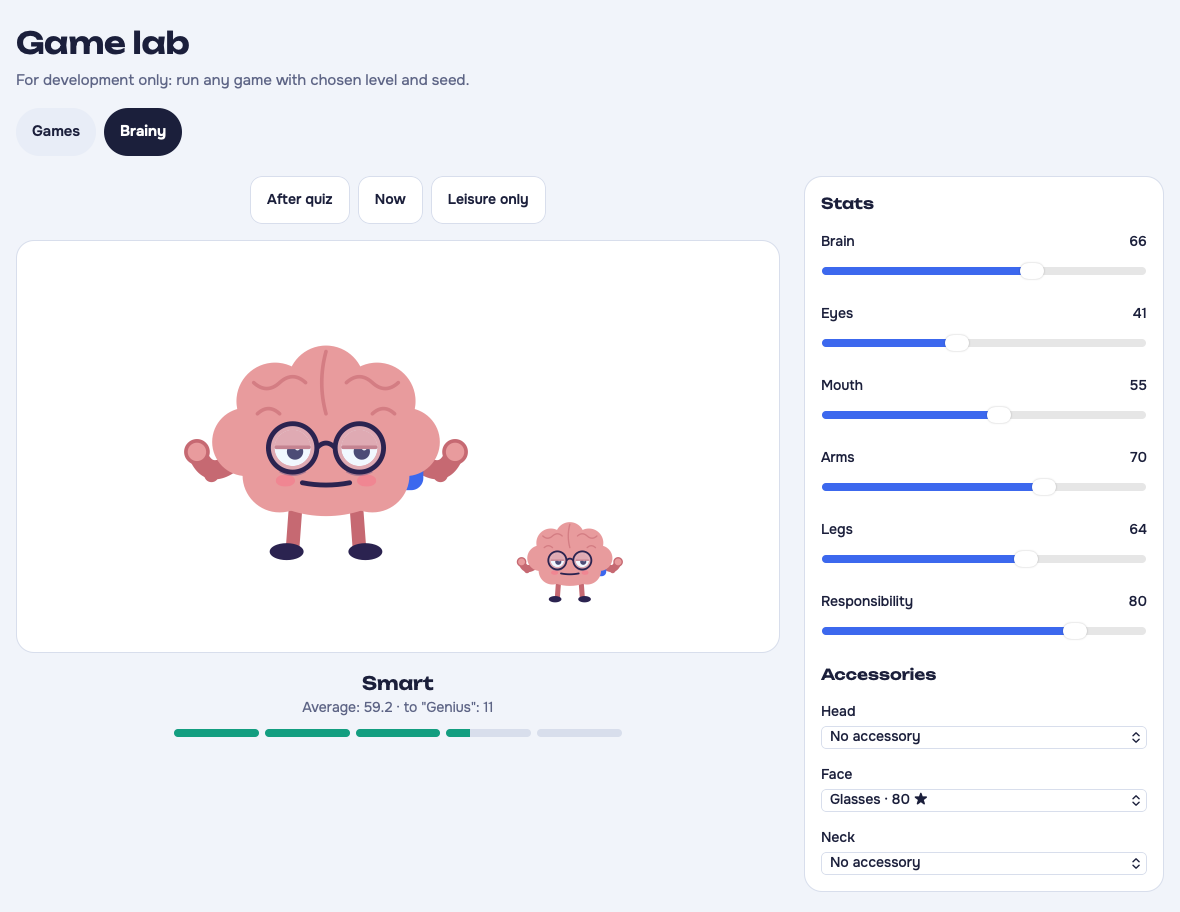 Game lab
For development only: run any game with chosen level and seed.
Games
Brainy
After quiz
Now
Leisure only
Smart
Average: 59.2 · to "Genius": 11
Stats
Brain 66
Eyes 41
Mouth 55
Arms 70
Legs 64
Responsibility 80
Accessories
Head
No accessory
Face
Glasses · 80 ★
Neck
No accessory